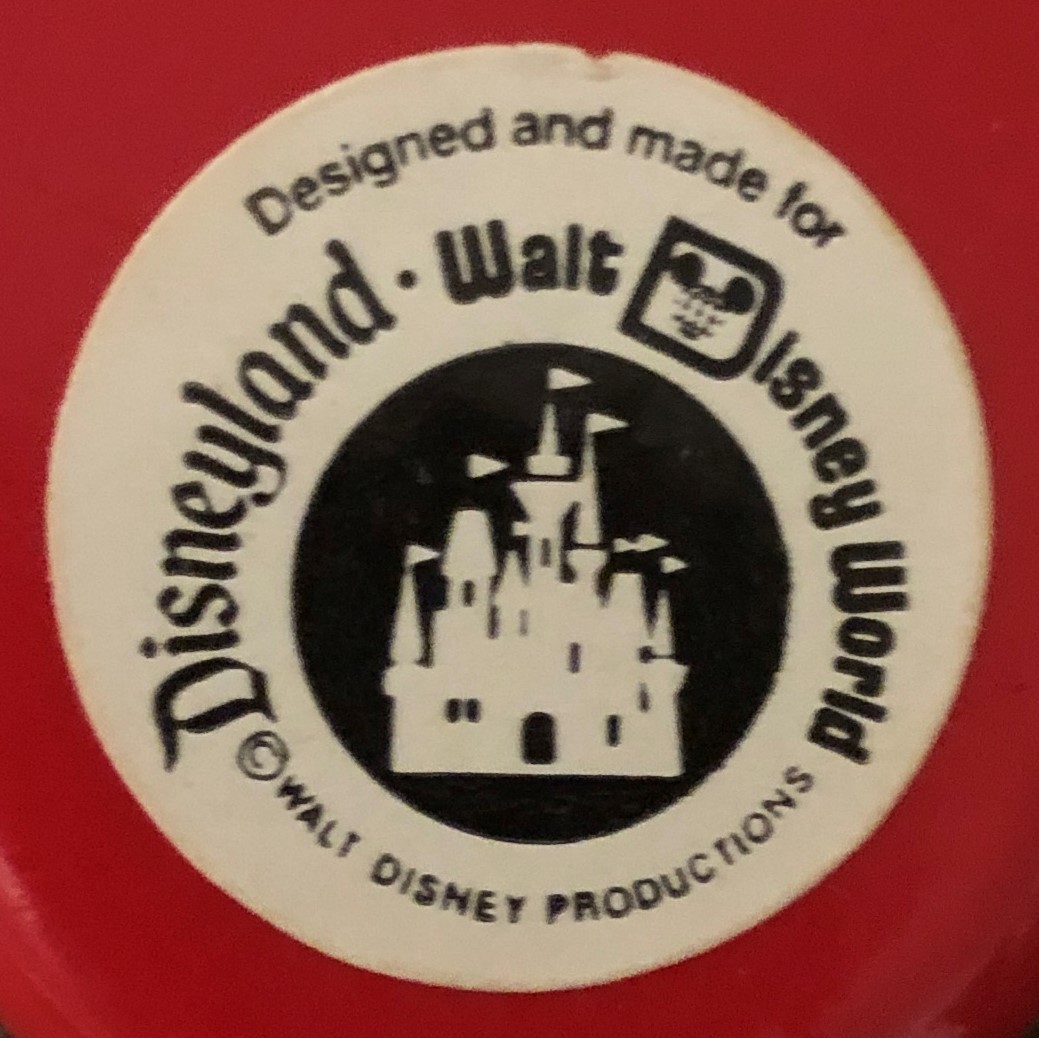 Designed and made for
Disneyland · Walt Disney World
© WALT DISNEY PRODUCTIONS